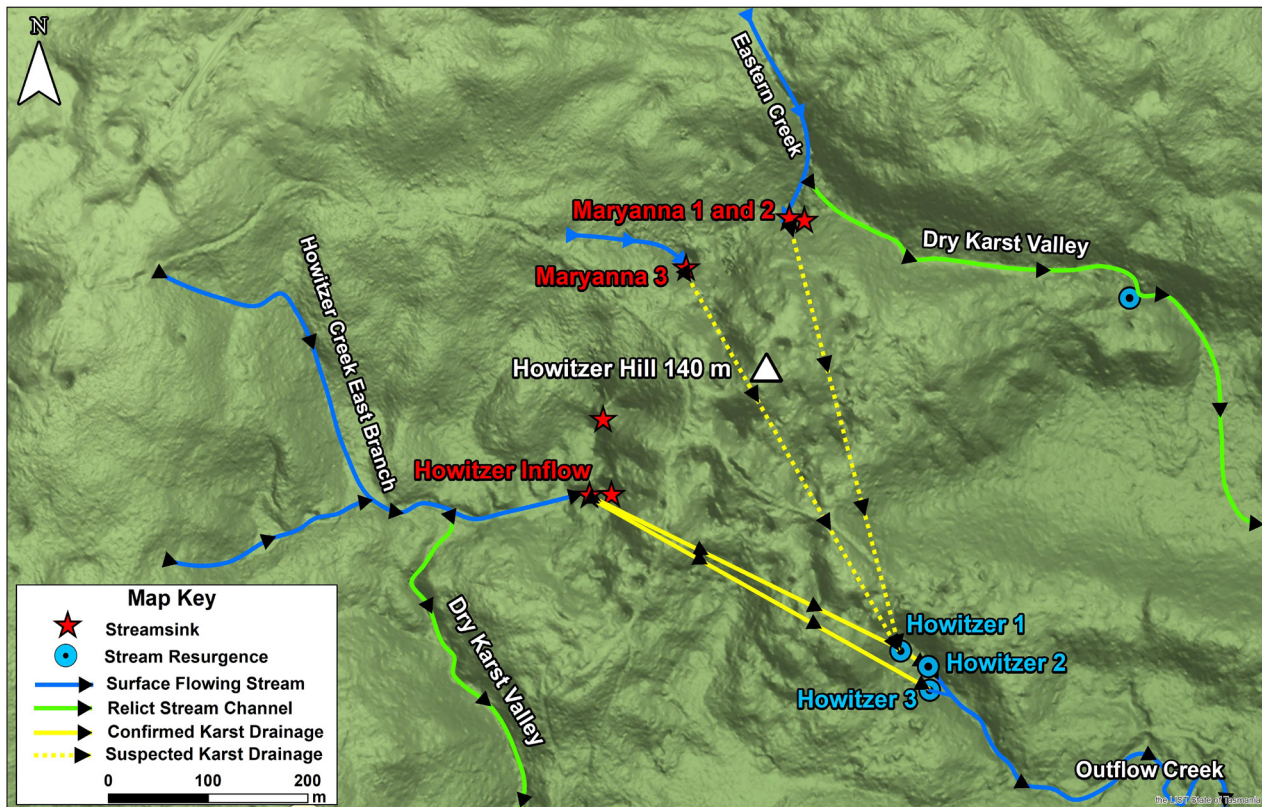 N
Eastern Creek
Maryanna 1 and 2
Dry Karst Valley
Maryanna 3
Howitzer Creek East Branch
Howitzer Hill 140 m
Howitzer Inflow
Howitzer 1
Howitzer 2
Howitzer 3
Dry Karst Valley
Outflow Creek
Map Key
Streamsink
Stream Resurgence
Surface Flowing Stream
Relict Stream Channel
Confirmed Karst Drainage
Suspected Karst Drainage
0 100 200
m
the LIST State of Tasmania